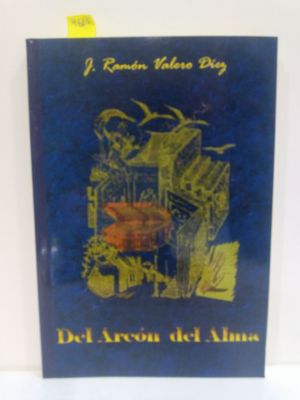 J. Ramón Valero Díez
Del Arcón del Alma